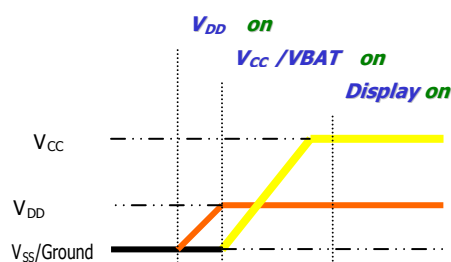 VDD on
VCC /VBAT on
Display on
VCC
VDD
VSS/Ground